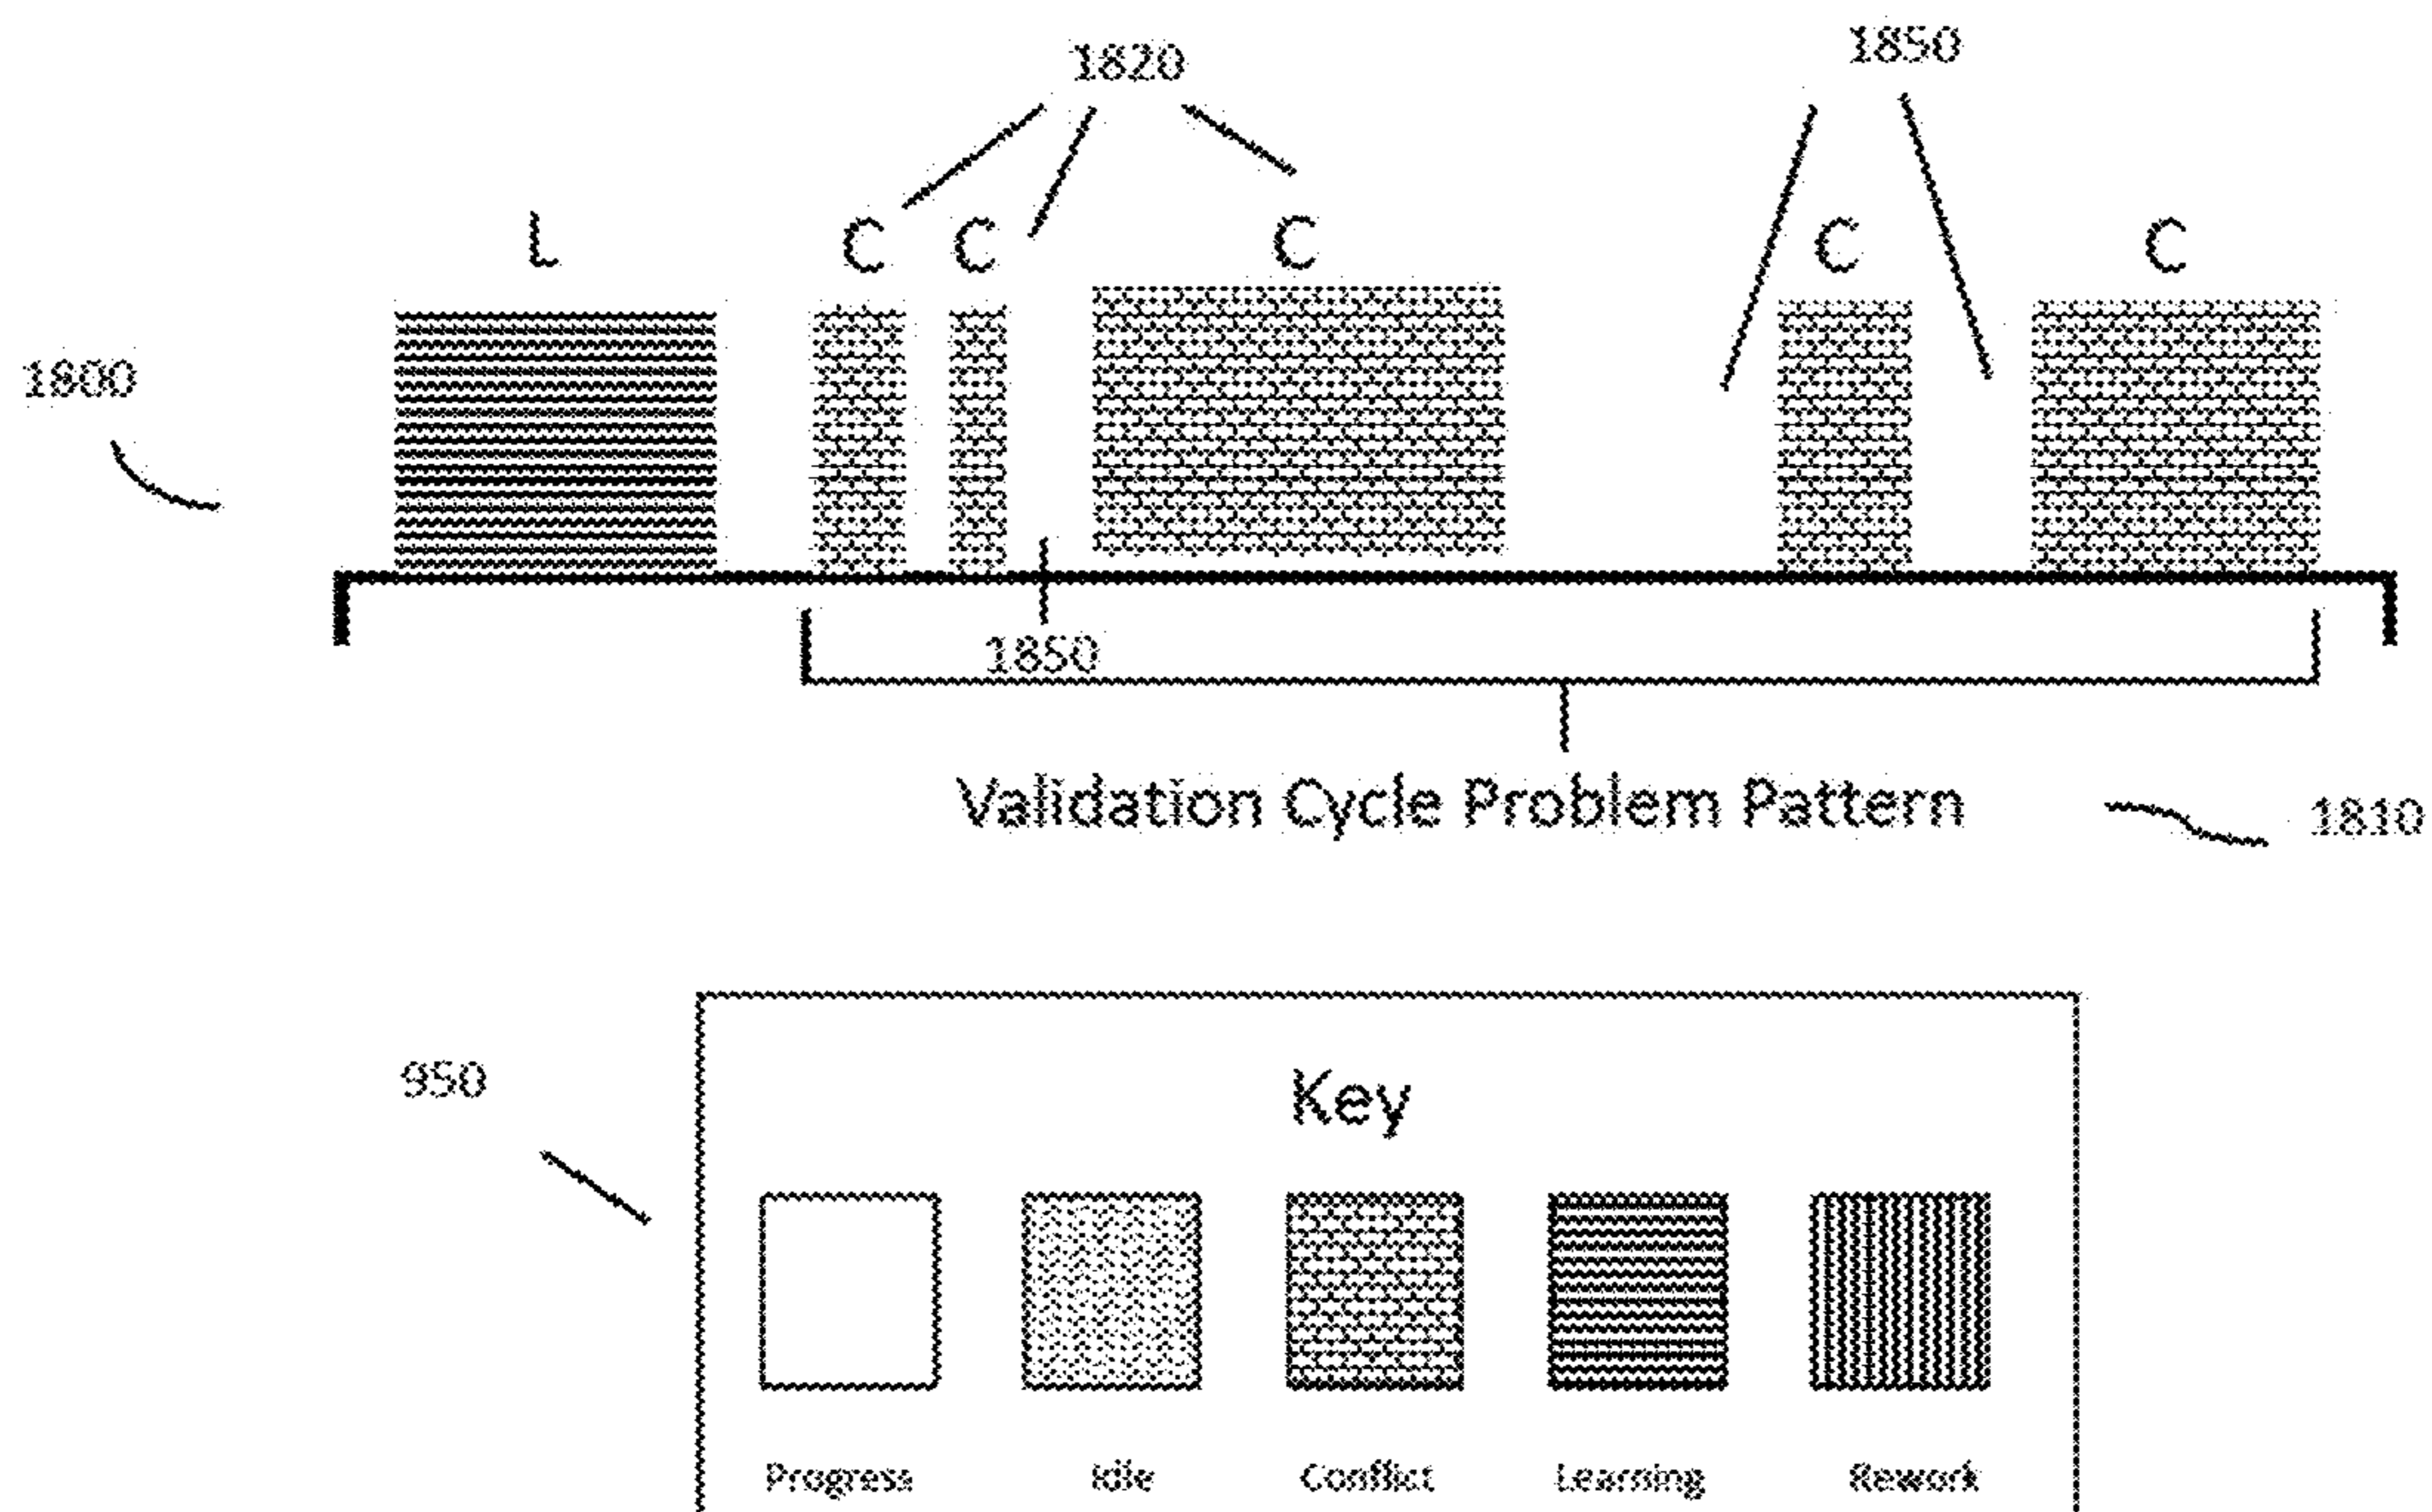 1820 1850
L C C C C C
1800
1850
Validation Cycle Problem Pattern
1810
950
Key
Progress Idle Conflict Learning Rework